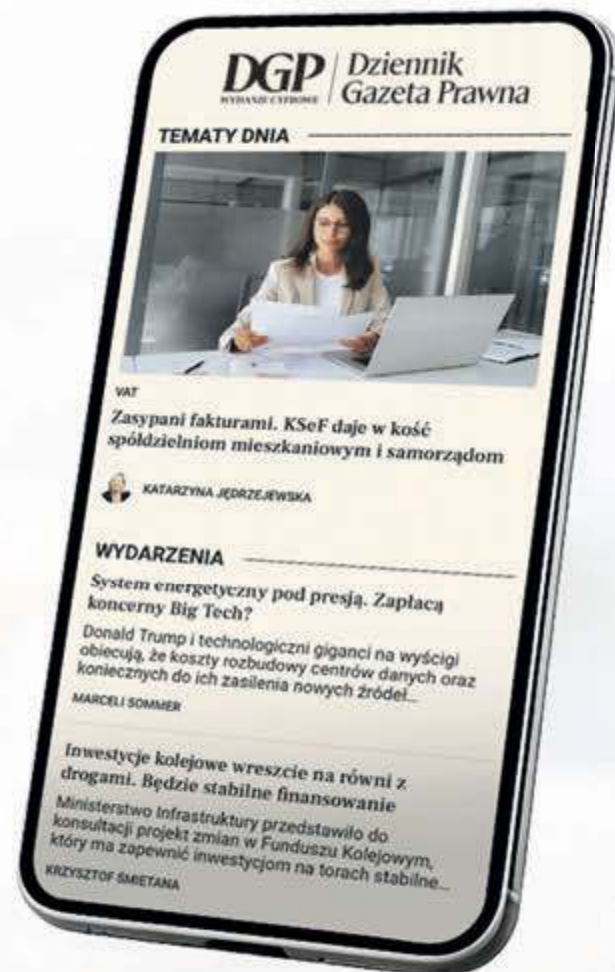 DGP
WYDANIE CYFROWE
Dziennik
Gazeta Prawna
TEMATY DNIA
VAT
Zasypani fakturami. KSeF daje w kość
spółdzielniom mieszkaniowym i samorządom
KATARZYNA JĘDRZEJEWSKA
WYDARZENIA
System energetyczny pod presją. Zapłacą
koncerny Big Tech?
Donald Trump i technologiczni giganci na wyścigi
obiecują, że koszty rozbudowy centrów danych oraz
koniecznych do ich zasilenia nowych źródeł...
MARCELI SOMMER
Inwestycje kolejowe wreszcie na równi z
drogami. Będzie stabilne finansowanie
Ministerstwo Infrastruktury przedstawiło do
konsultacji projekt zmian w Funduszu Kolejowym,
który ma zapewnić inwestycjom na torach stabilne...
KRZYSZTOF ŚMIETANA